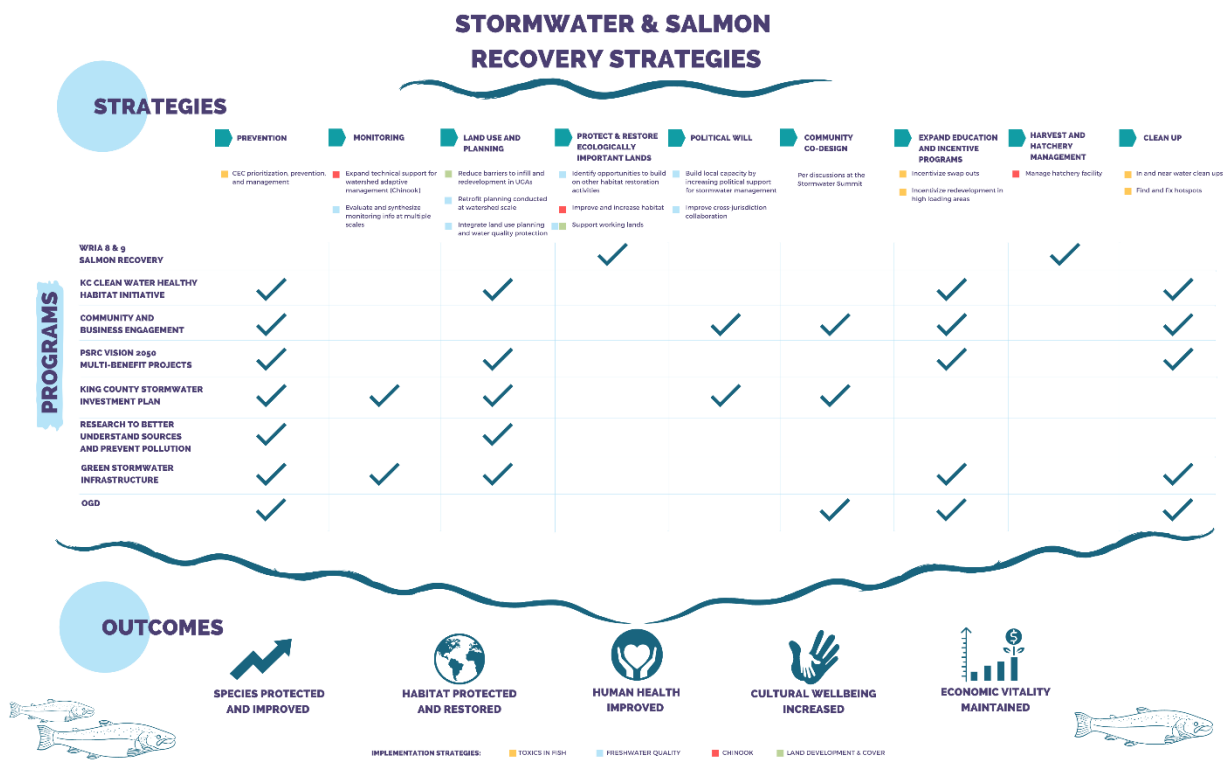 STORMWATER & SALMON
RECOVERY STRATEGIES
STRATEGIES
PREVENTION
CEC prioritization, prevention,
and management
MONITORING
Expand technical support for
watershed adaptive
management (Chinook)
Evaluate and synthesize
monitoring info at multiple
scales
LAND USE AND
PLANNING
Reduce barriers to infill and
redevelopment in UGAs
Retrofit planning conducted
at watershed scale
Integrate land use planning
and water quality protection
PROTECT & RESTORE
ECOLOGICALLY
IMPORTANT LANDS
Identify opportunities to build
on other habitat restoration
activities
Improve and increase habitat
Support working lands
POLITICAL WILL
Build local capacity by
increasing political support
for stormwater management
Improve cross-jurisdiction
collaboration
COMMUNITY
CO-DESIGN
Per discussions at the
Stormwater Summit
EXPAND EDUCATION
AND INCENTIVE
PROGRAMS
Incentivize swap outs
Incentivize redevelopment in
high loading areas
HARVEST AND
HATCHERY
MANAGEMENT
Manage hatchery facility
CLEAN UP
In and near water clean ups
Find and fix hotspots
PROGRAMS
WRIA 8 & 9
SALMON RECOVERY
KC CLEAN WATER HEALTHY
HABITAT INITIATIVE
COMMUNITY AND
BUSINESS ENGAGEMENT
PSRC VISION 2050
MULTI-BENEFIT PROJECTS
KING COUNTY STORMWATER
INVESTMENT PLAN
RESEARCH TO BETTER
UNDERSTAND SOURCES
AND PREVENT POLLUTION
GREEN STORMWATER
INFRASTRUCTURE
OGD
OUTCOMES
SPECIES PROTECTED
AND IMPROVED
HABITAT PROTECTED
AND RESTORED
HUMAN HEALTH
IMPROVED
CULTURAL WELLBEING
INCREASED
$
ECONOMIC VITALITY
MAINTAINED
IMPLEMENTATION STRATEGIES:
TOXICS IN FISH
FRESHWATER QUALITY
CHINOOK
LAND DEVELOPMENT & COVER